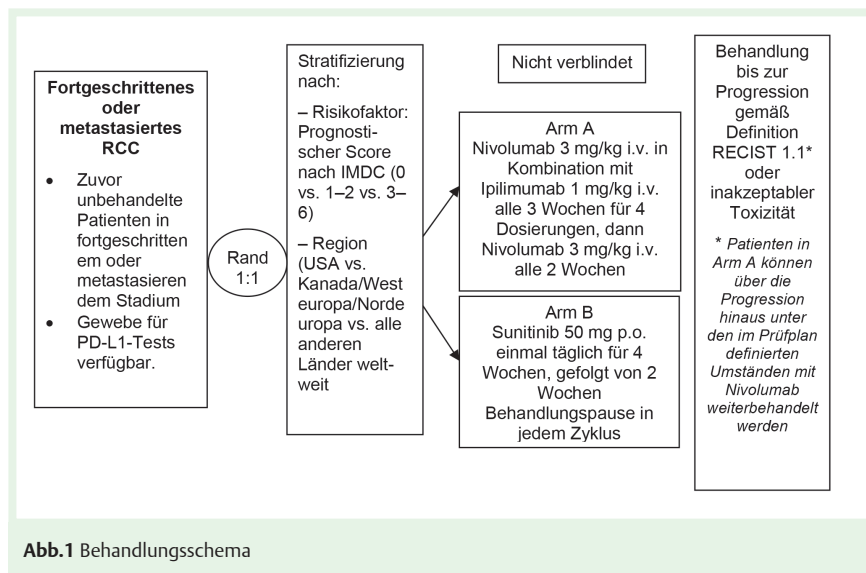 Fortgeschrittenes
oder
metastasiertes
RCC
• Zuvor
unbehandelte
Patienten in
fortgeschritten
em oder
metastasieren
dem Stadium
• Gewebe für
PD-L1-Tests
verfügbar.
Rand
1:1
Stratifizierung
nach:
– Risikofaktor:
Prognosti-
scher Score
nach IMDC (0
vs. 1–2 vs. 3–
6)
– Region
(USA vs.
Kanada/West
europa/Norde
uropa vs. alle
anderen
Länder welt-
weit
Nicht verblindet
Arm A
Nivolumab 3 mg/kg i.v. in
Kombination mit
Ipilimumab 1 mg/kg i.v.
alle 3 Wochen für 4
Dosierungen, dann
Nivolumab 3 mg/kg i.v.
alle 2 Wochen
Arm B
Sunitinib 50 mg p.o.
einmal täglich für 4
Wochen, gefolgt von 2
Wochen
Behandlungspause in
jedem Zyklus
Behandlung
bis zur
Progression
gemäß
Definition
RECIST 1.1*
oder
inakzeptabler
Toxizität
* Patienten in
Arm A können
über die
Progression
hinaus unter
den im Prüfplan
definierten
Umständen mit
Nivolumab
weiterbehandelt
werden
Abb.1 Behandlungsschema